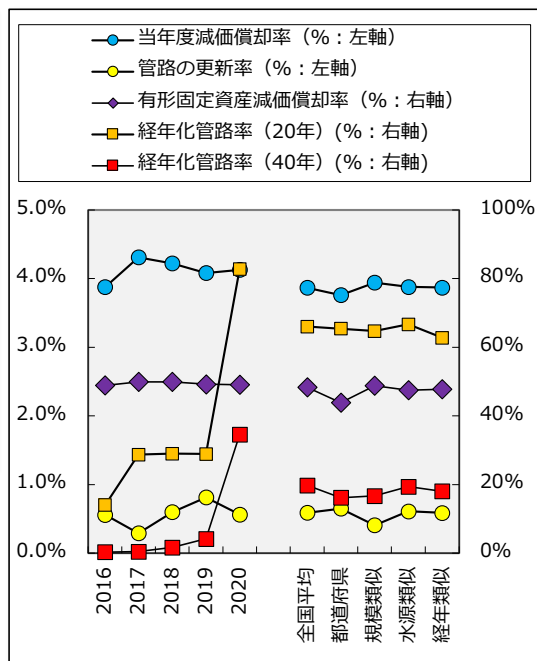 当年度減価償却率（%：左軸）
管路の更新率（%：左軸）
有形固定資産減価償却率（%：右軸）
経年化管路率（20年）(%：右軸)
経年化管路率（40年）(%：右軸)
5.0%
4.0%
3.0%
2.0%
1.0%
0.0%
100%
80%
60%
40%
20%
0%
2016
2017
2018
2019
2020
全国平均
都道府県
規模類似
水源類似
経年類似